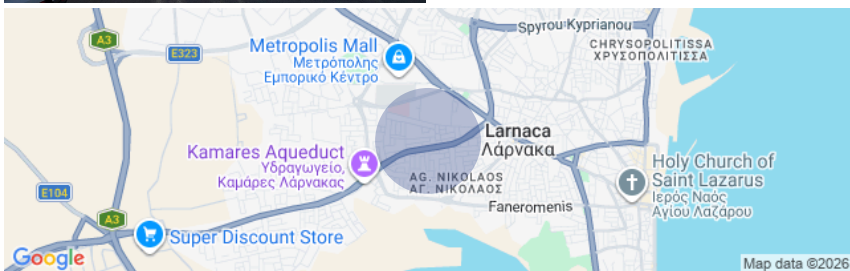 Spyrou Kyprianou
A3
E323
Metropolis Mall
Μετρόπολης
Εμπορικό Κέντρο
CHRYSOPOLITISSA
ΧΡΥΣΟΠΟΛΙΤΙΣΣΑ
Larnaca
Λάρνακα
Kamares Aqueduct
Υδραγωγείο,
Καμάρες Λάρνακας
AG. NIKOLAOS
ΑΓ. ΝΙΚΟΛΑΟΣ
Holy Church of
Saint Lazarus
Ιερός Ναός
Αγίου Λαζάρου
Faneromenis
E104
A3
Super Discount Store
Google
Map data ©2026